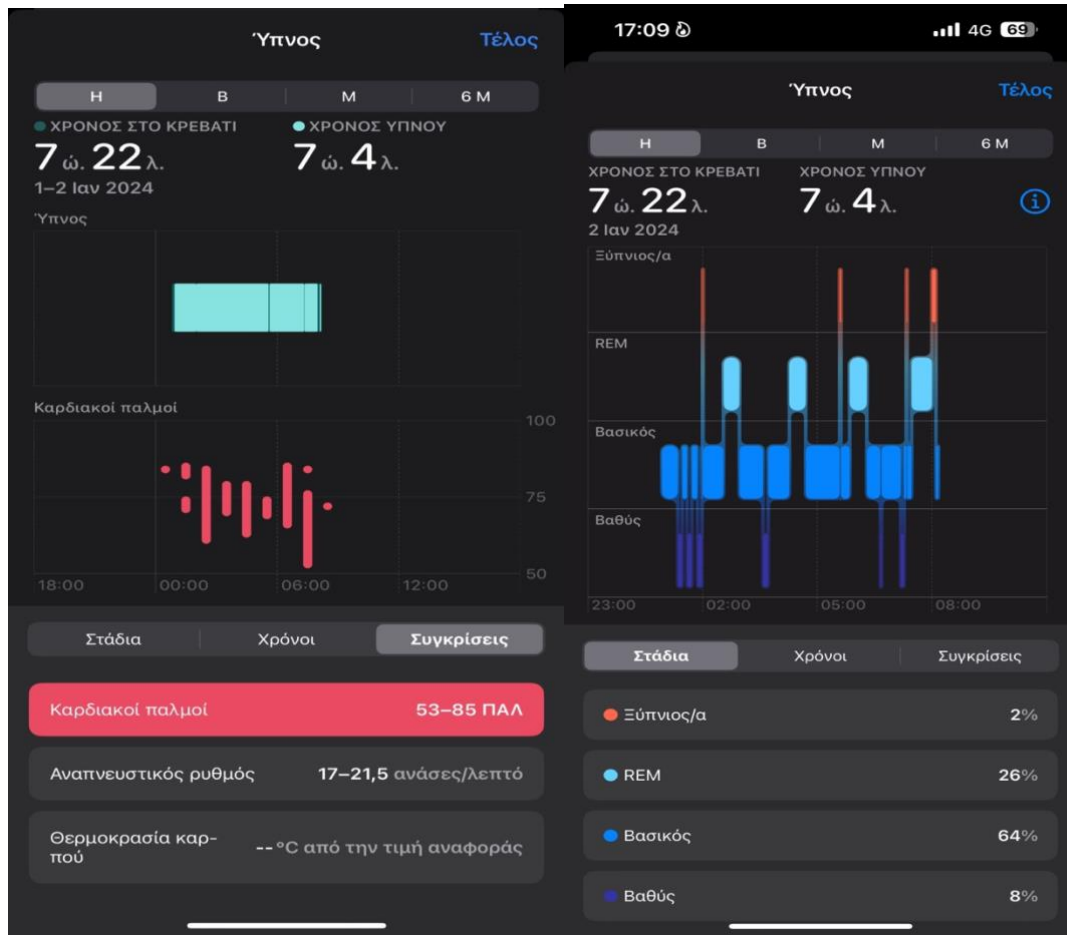 Ύπνος Τέλος
Η Β Μ 6 Μ
ΧΡΟΝΟΣ ΣΤΟ ΚΡΕΒΑΤΙ ΧΡΟΝΟΣ ΥΠΝΟΥ
7 ώ. 22 λ. 7 ώ. 4 λ.
1–2 Ιαν 2024
Ύπνος
Καρδιακοί παλμοί
100
75
50
18:00 00:00 06:00 12:00
Στάδια Χρόνοι Συγκρίσεις
Καρδιακοί παλμοί 53–85 ΠΑΛ
Αναπνευστικός ρυθμός 17–21,5 ανάσες/λεπτό
Θερμοκρασία καρ-
πού
-- °C από την τιμή αναφοράς
17:09 4G 69
Ύπνος Τέλος
Η Β Μ 6 Μ
ΧΡΟΝΟΣ ΣΤΟ ΚΡΕΒΑΤΙ ΧΡΟΝΟΣ ΥΠΝΟΥ
7 ώ. 22 λ. 7 ώ. 4 λ.
2 Ιαν 2024
Ξύπνιος/α
REM
Βασικός
Βαθύς
23:00 02:00 05:00 08:00
Στάδια Χρόνοι Συγκρίσεις
Ξύπνιος/α 2%
REM 26%
Βασικός 64%
Βαθύς 8%